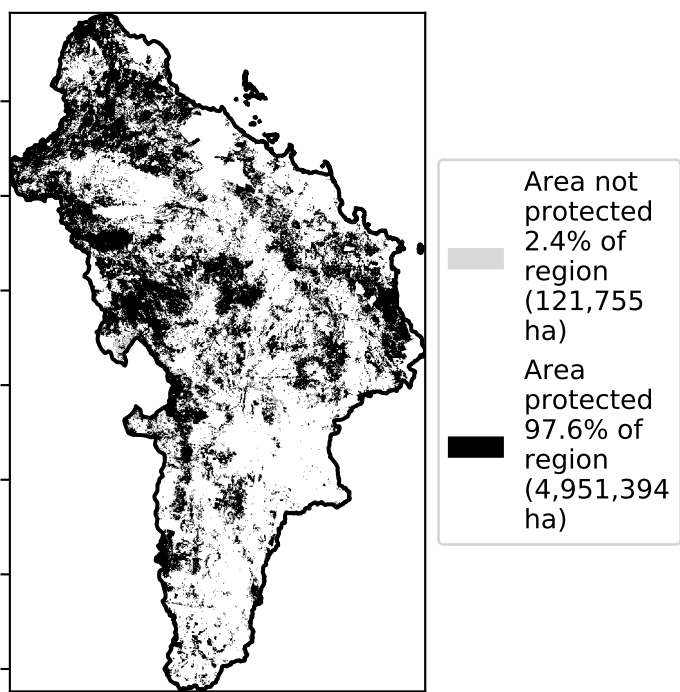 Area not
protected
2.4% of
region
(121,755
ha)
Area
protected
97.6% of
region
(4,951,394
ha)